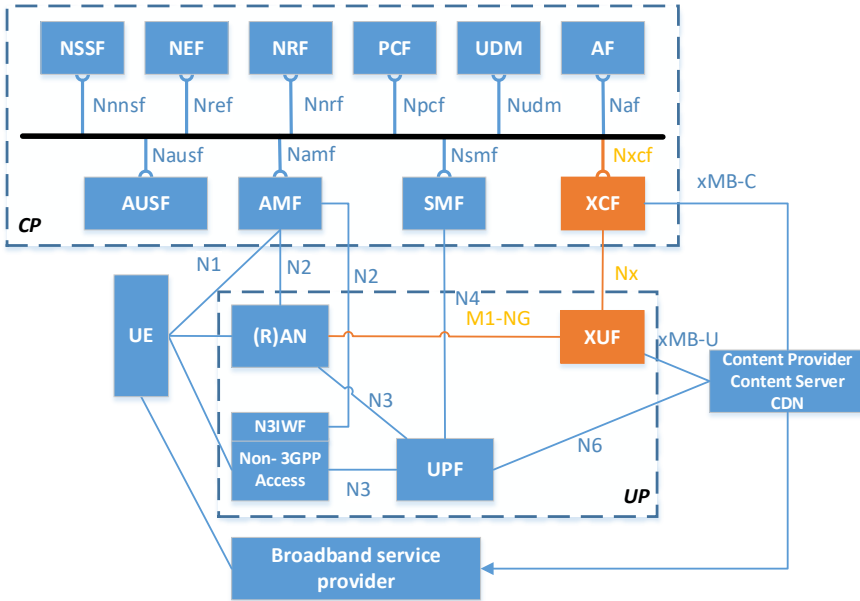 NSSF
NEF
NRF
PCF
UDM
AF
Nnnsf
Nref
Nnrf
Npcf
Nudm
Naf
Nausf
Namf
Nsmf
Nxcf
AUSF
AMF
SMF
XCF
xMB-C
CP
N1
N2
N2
N4
Nx
UE
(R)AN
M1-NG
XUF
xMB-U
Content Provider
Content Server
CDN
N3
N3IWF
Non- 3GPP
Access
N3
UPF
N6
UP
Broadband service
provider